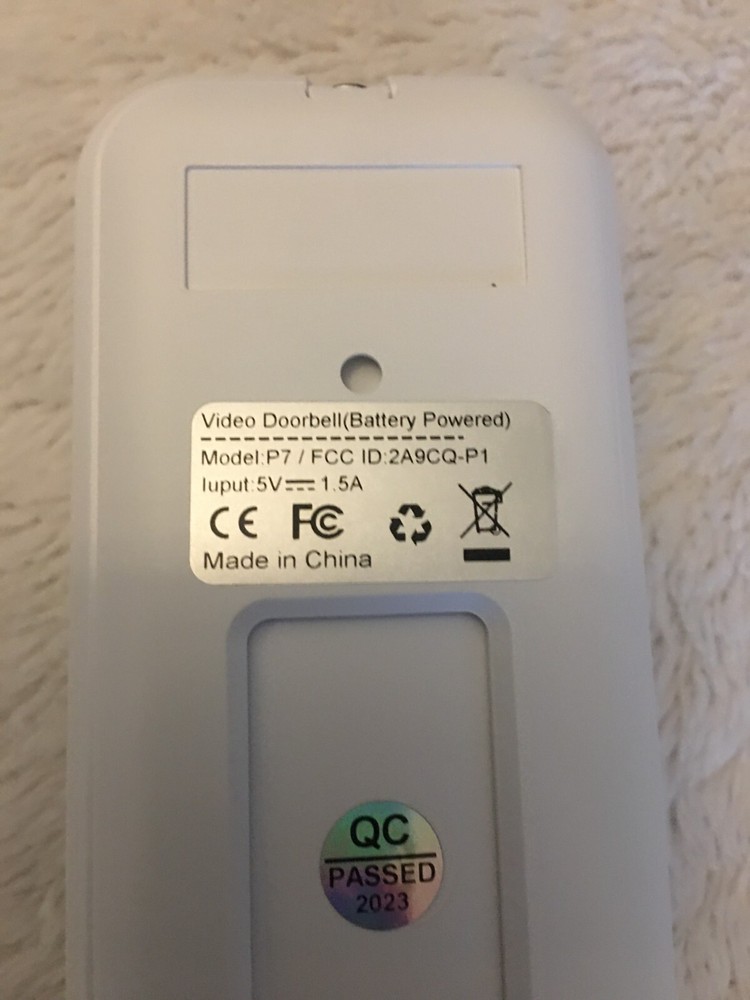 Video Doorbell(Battery Powered)
Model:P7 / FCC ID:2A9CQ-P1
Iuput:5V⎓1.5A
CE FC
Made in China
QC
PASSED
2023